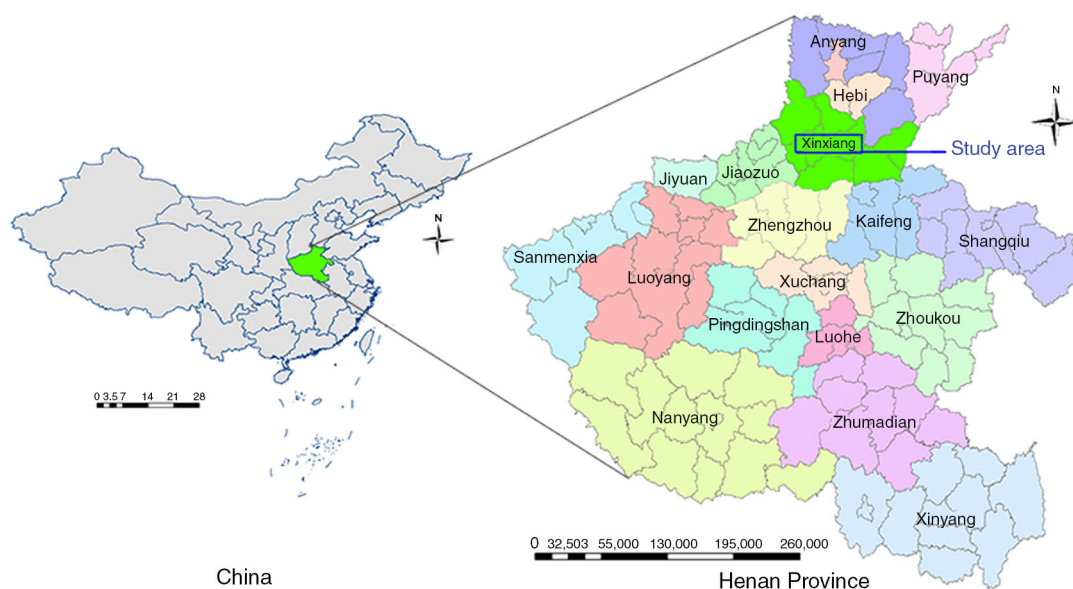 Anyang
Puyang
Hebi
N
Xinxiang
Study area
Jiyuan
Jiaozuo
Zhengzhou
Kaifeng
Shangqiu
N
Sanmenxia
Luoyang
Xuchang
Zhoukou
Pingdingshan
Luohe
Nanyang
Zhumadian
Xinyang
0 3.5 7 14 21 28
0 32,503 55,000 130,000 195,000 260,000
China
Henan Province